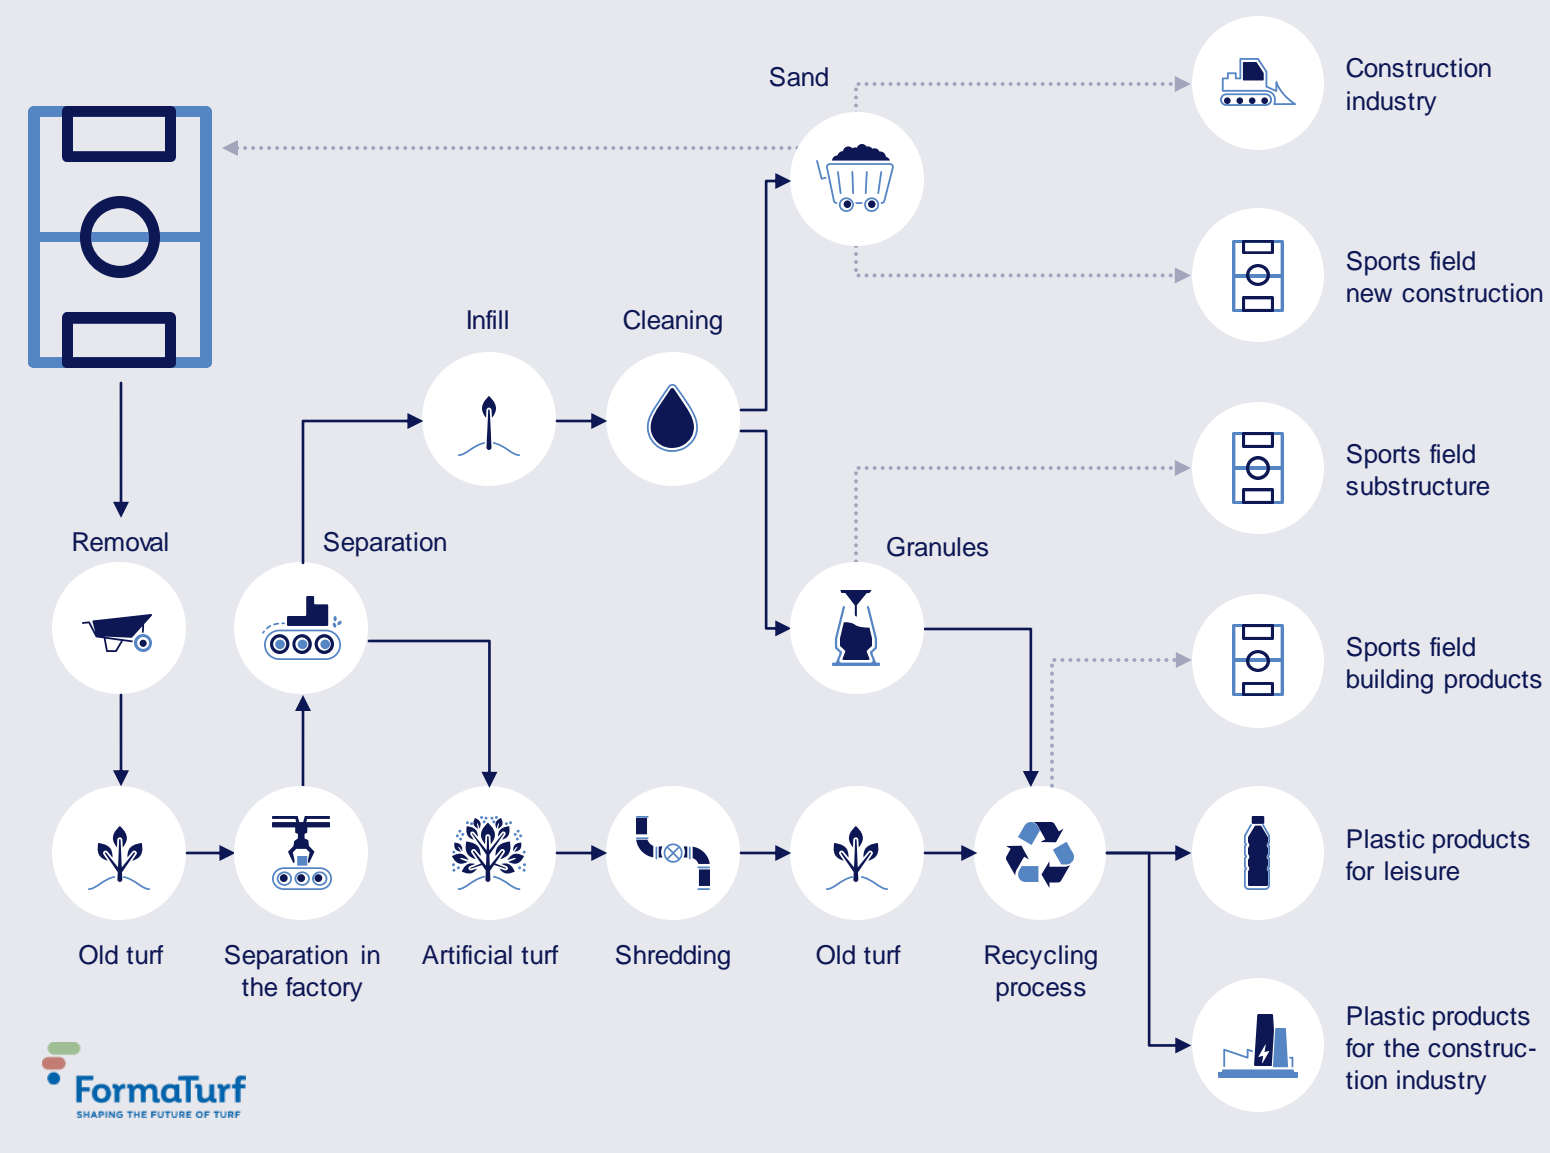 Sand
Construction
industry
Sports field
new construction
Infill
Cleaning
Sports field
substructure
Removal
Separation
Granules
Sports field
building products
Plastic products
for leisure
Old turf
Separation in
the factory
Artificial turf
Shredding
Old turf
Recycling
process
Plastic products
for the construc-
tion industry
FormaTurf
SHAPING THE FUTURE OF TURF